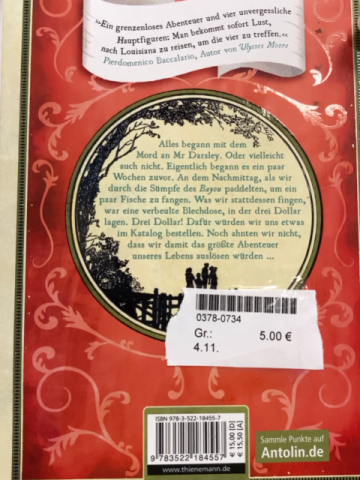 »Ein grenzenloses Abenteuer und vier unvergessliche
Hauptfiguren: Man bekommt sofort Lust,
nach Louisiana zu reisen, um die vier zu treffen.«
Pierdomenico Baccalario, Autor von Ulysses Moore
Alles begann mit dem
Mord an Mr Darsley. Oder vielleicht
auch nicht. Eigentlich begann es ein paar
Wochen zuvor. An dem Nachmittag, als wir
durch die Sümpfe des Bayou paddelten, um ein
paar Fische zu fangen. Was wir stattdessen fingen,
war eine verbeulte Blechdose, in der drei Dollar
lagen. Drei Dollar! Dafür würden wir uns etwas
im Katalog bestellen. Noch ahnten wir nicht,
dass wir damit das größte Abenteuer
unseres Lebens auslösen würden ...
0378-0734
Gr.: 5.00 €
4.11.
ISBN 978-3-522-18455-7
€ 15,00 [D]
€ 15,50 [A]
9 783522 184557
www.thienemann.de
Sammle Punkte auf
Antolin.de